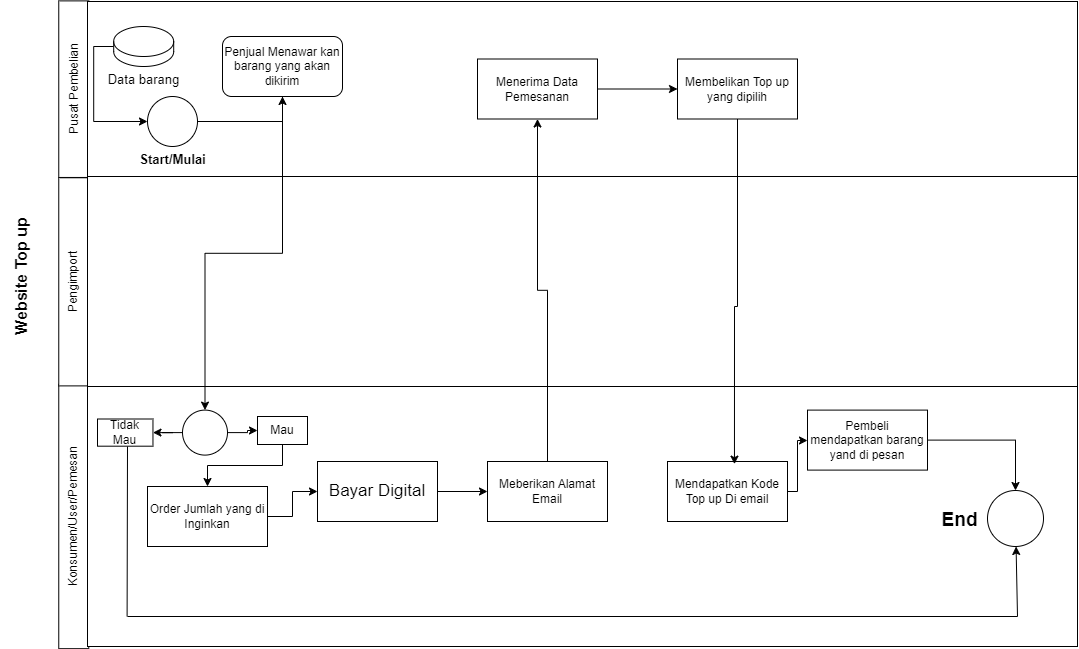 Website Top up
Pusat Pembelian
Data barang
Start/Mulai
Penjual Menawar kan
barang yang akan
dikirim
Menerima Data
Pemesanan
Membelikan Top up
yang dipilih
Pengimport
Konsumen/User/Pemesan
Tidak
Mau
Mau
Order Jumlah yang di
Inginkan
Bayar Digital
Meberikan Alamat
Email
Mendapatkan Kode
Top up Di email
Pembeli
mendapatkan barang
yand di pesan
End